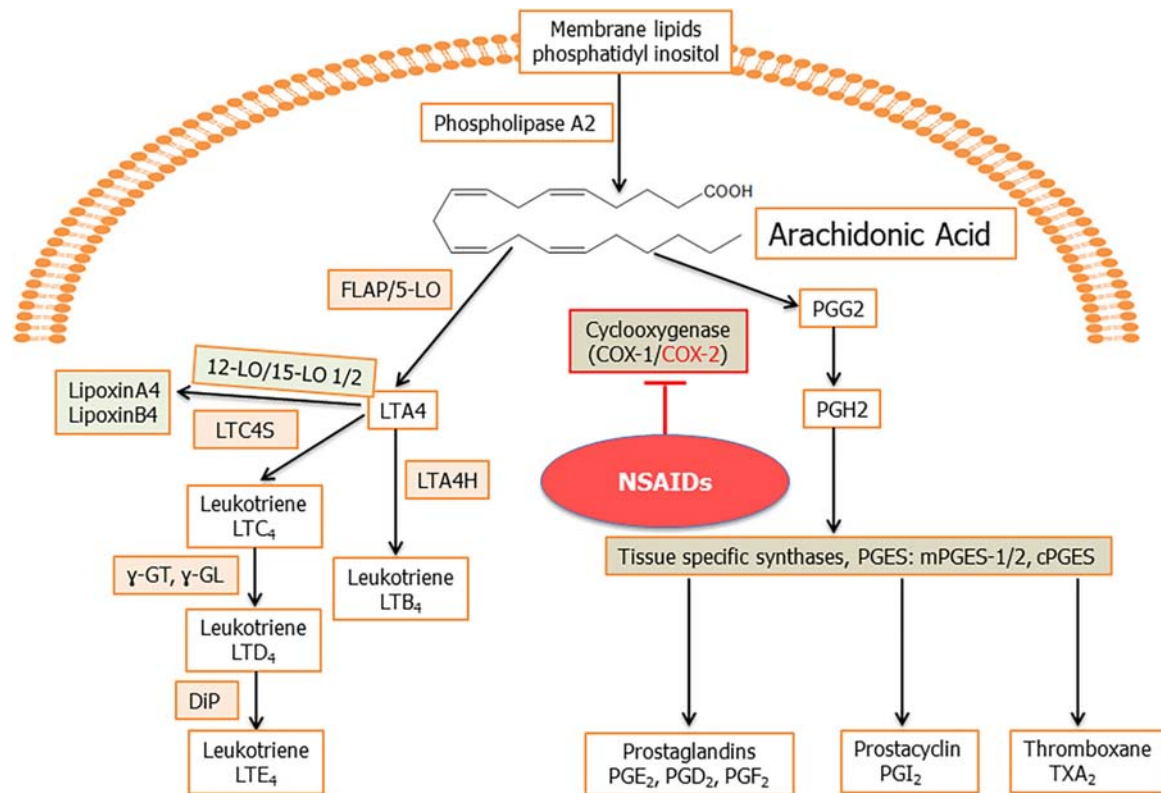 Membrane lipids
phosphatidyl inositol
Phospholipase A2
COOH
Arachidonic Acid
FLAP/5-LO
PGG2
Cyclooxygenase
(COX-1/COX-2)
12-LO/15-LO 1/2
LipoxinA4
LipoxinB4
LTA4
PGH2
LTC4S
LTA4H
NSAIDs
Leukotriene
LTC₄
Tissue specific synthases, PGES: mPGES-1/2, cPGES
ɣ-GT, ɣ-GL
Leukotriene
LTB₄
Leukotriene
LTD₄
DiP
Leukotriene
LTE₄
Prostaglandins
PGE₂, PGD₂, PGF₂
Prostacyclin
PGI₂
Thromboxane
TXA₂